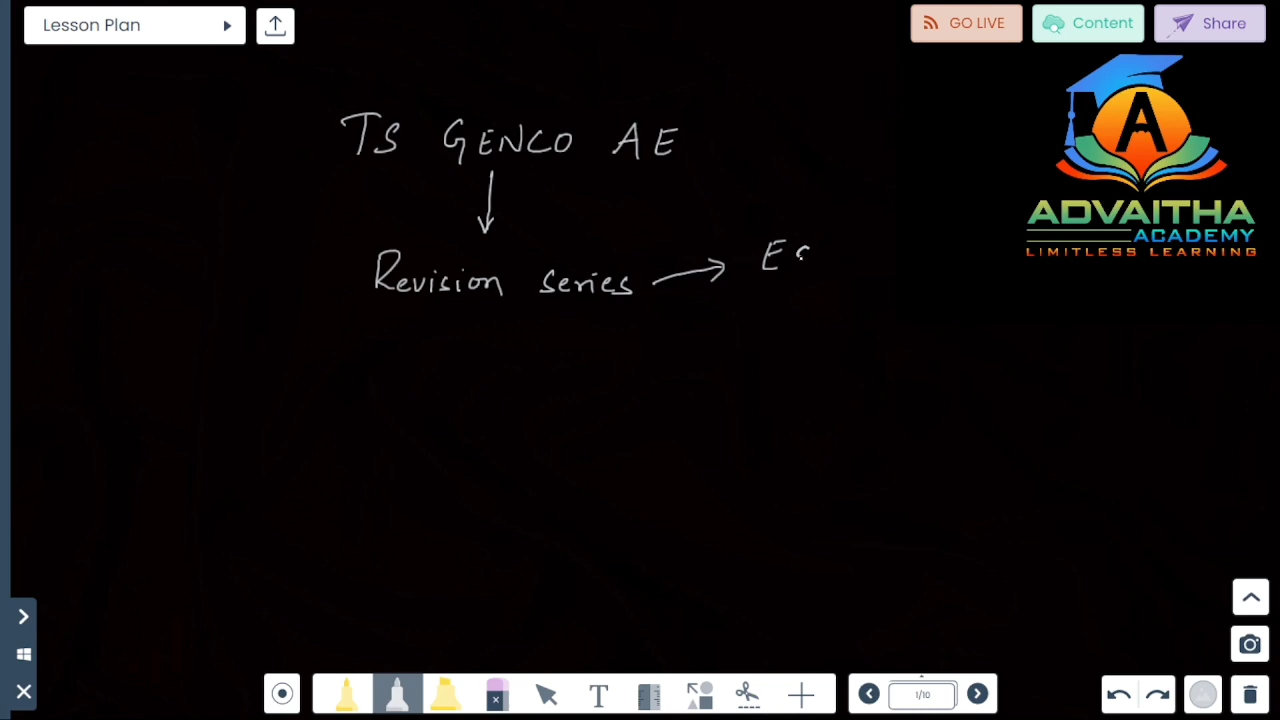 Lesson Plan
GO LIVE
Content
Share
A
ADVAITHA
ACADEMY
LIMITLESS LEARNING
TS GENCO AE
Revision series → E
1/10
T